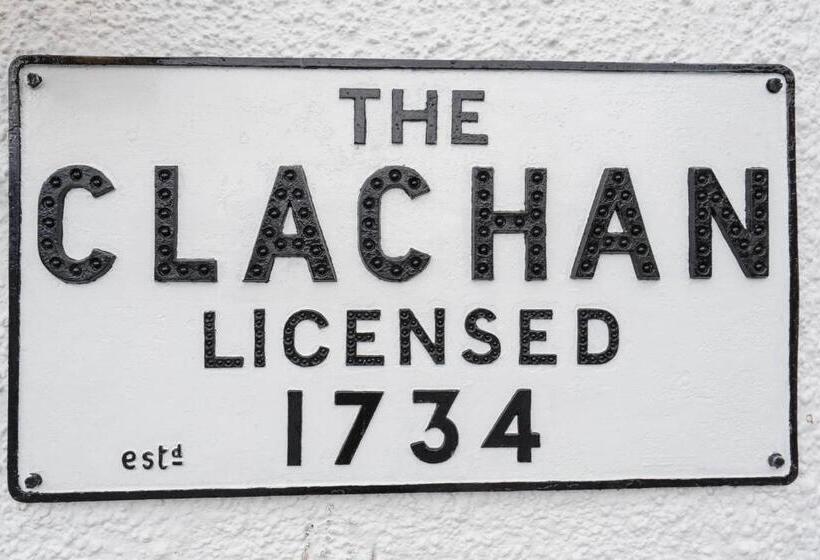 THE
CLACHAN
LICENSED
1734
estd